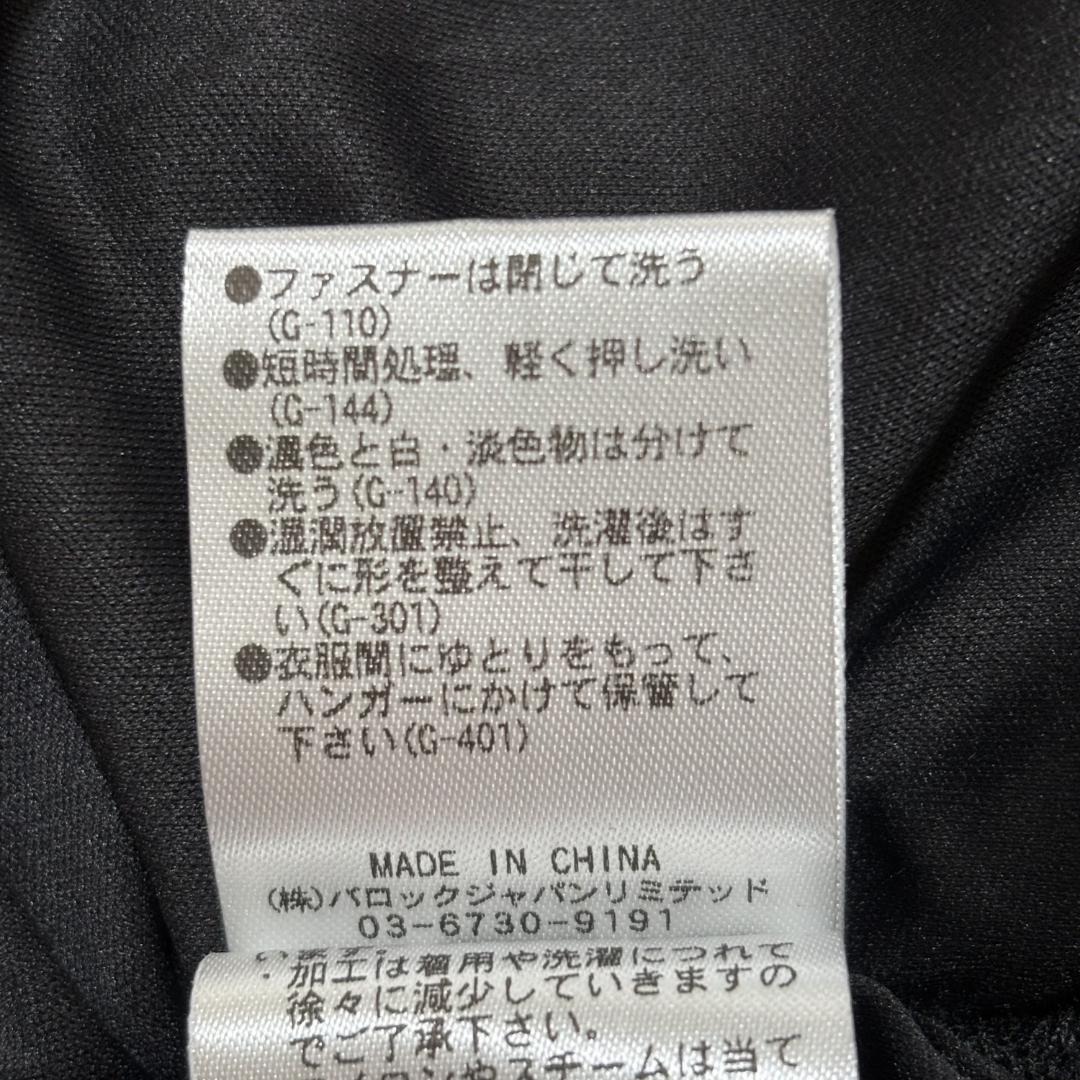 ●ファスナーは閉じて洗う
(G-110)
●短時間処理、軽く押し洗い
(G-144)
●濃色と白・淡色物は分けて
洗う(G-140)
●湿潤放置禁止、洗濯後はす
ぐに形を整えて干して下さ
い(G-301)
●衣服間にゆとりをもって、
ハンガーにかけて保管して
下さい(G-401)
MADE IN CHINA
(株)バロックジャパンリミテッド
03-6730-9191
・加工は着用や洗濯につれて
徐々に減少していきますの
でご了承下さい。
スチームは当て